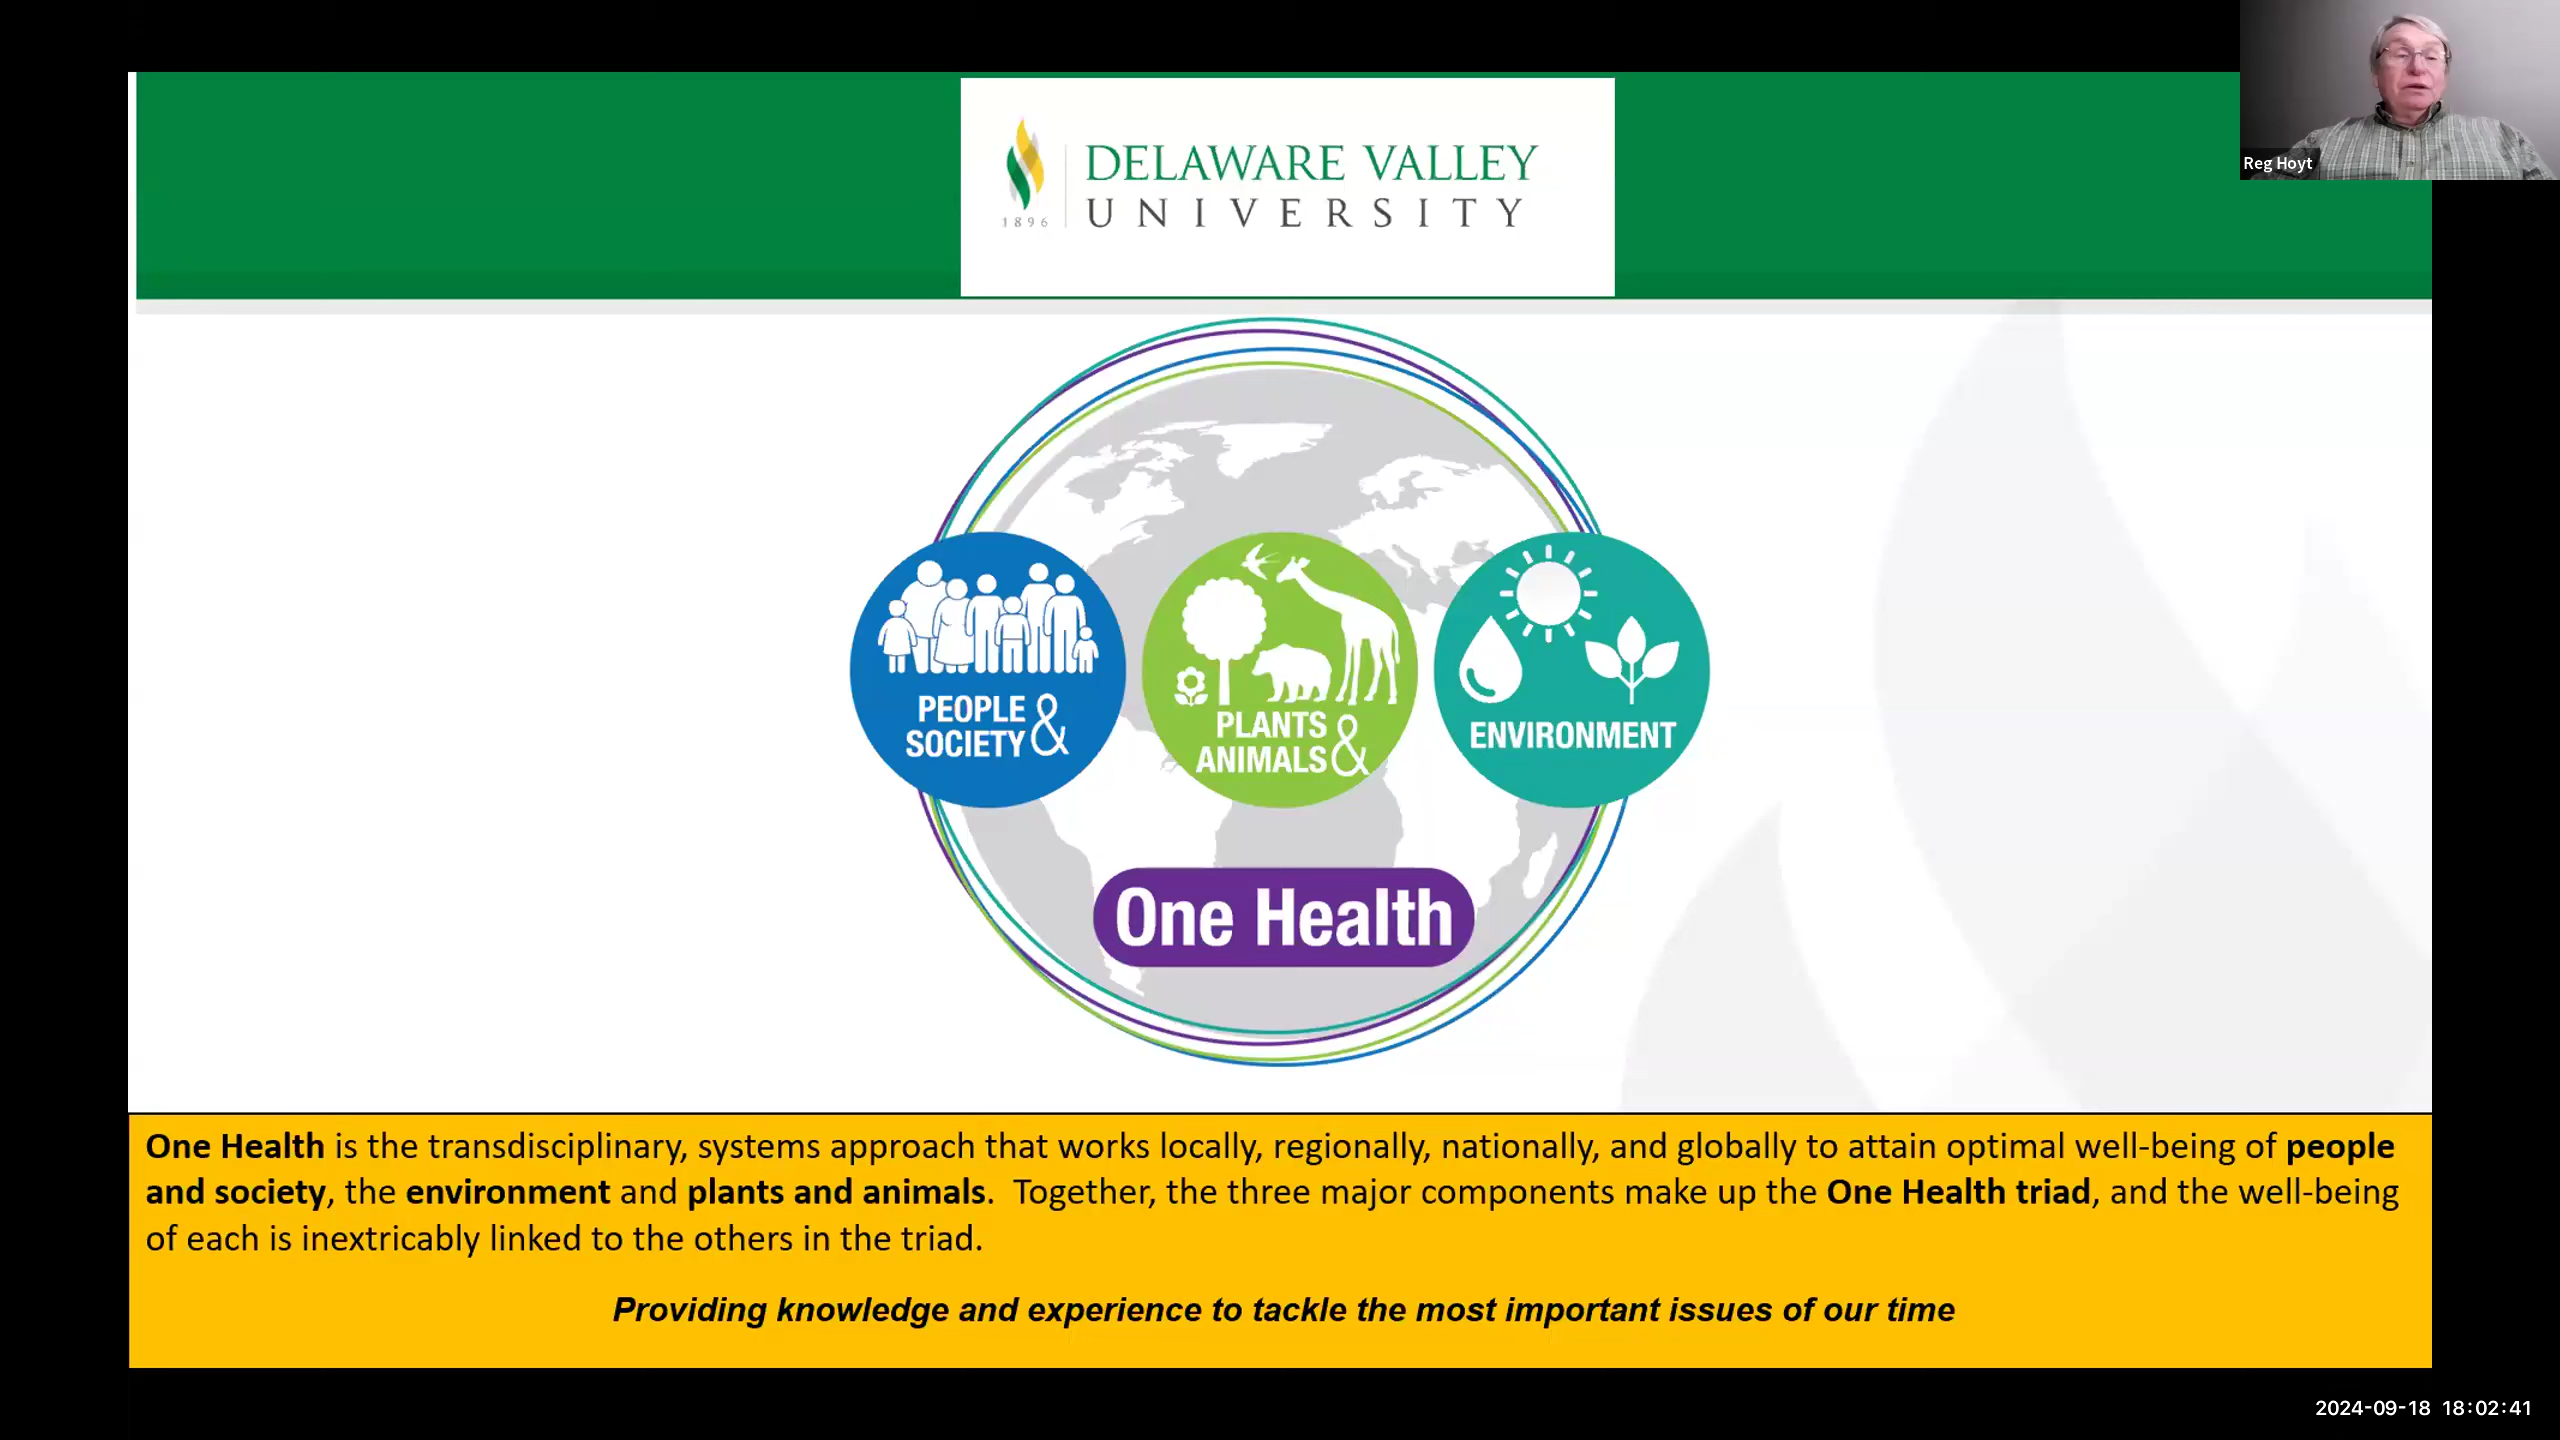 DELAWARE VALLEY
UNIVERSITY
1896
Reg Hoyt
PEOPLE &
SOCIETY
PLANTS &
ANIMALS
ENVIRONMENT
One Health
One Health is the transdisciplinary, systems approach that works locally, regionally, nationally, and globally to attain optimal well-being of people
and society, the environment and plants and animals.  Together, the three major components make up the One Health triad, and the well-being
of each is inextricably linked to the others in the triad.
Providing knowledge and experience to tackle the most important issues of our time
2024-09-18 18:02:41